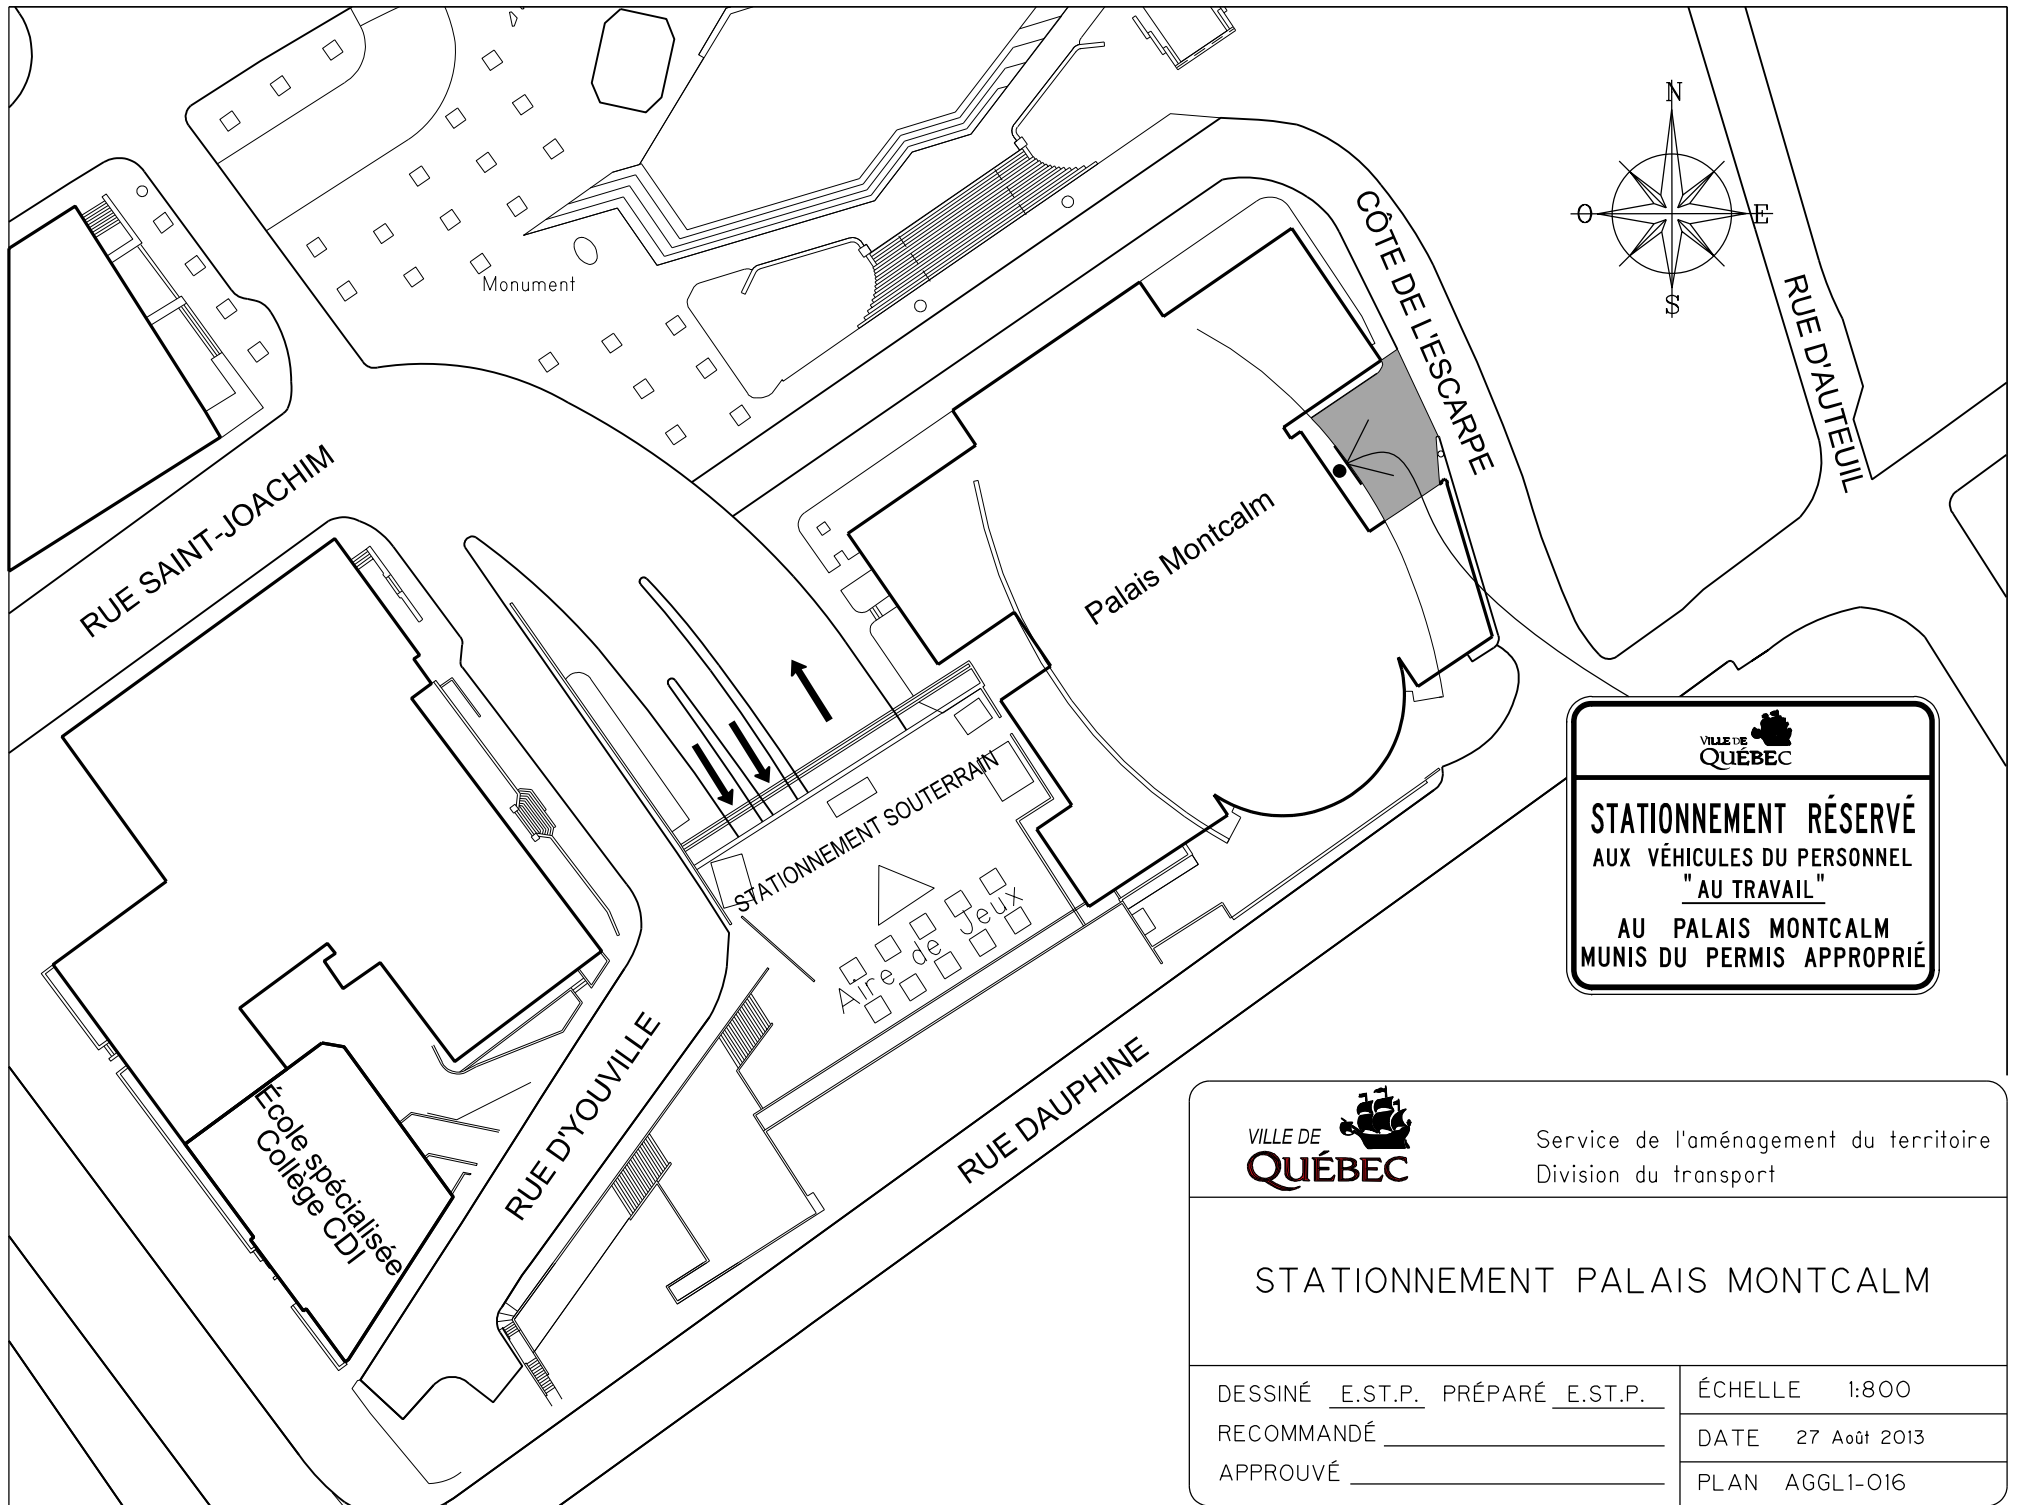 N
O
E
S
Monument
CÔTE DE L'ESCARPE
RUE D'AUTEUIL
RUE SAINT-JOACHIM
Palais Montcalm
STATIONNEMENT SOUTERRAIN
Aire de Jeux
VILLE DE
QUÉBEC
STATIONNEMENT RÉSERVÉ
AUX VÉHICULES DU PERSONNEL
"AU TRAVAIL"
AU PALAIS MONTCALM
MUNIS DU PERMIS APPROPRIÉ
École spécialisée
Collège CDI
RUE D'YOUVILLE
RUE DAUPHINE
VILLE DE
QUÉBEC
Service de l'aménagement du territoire
Division du transport
STATIONNEMENT PALAIS MONTCALM
DESSINÉ E.ST.P. PRÉPARÉ E.ST.P.
RECOMMANDÉ
APPROUVÉ
ÉCHELLE 1:800
DATE 27 Août 2013
PLAN AGGL1-016